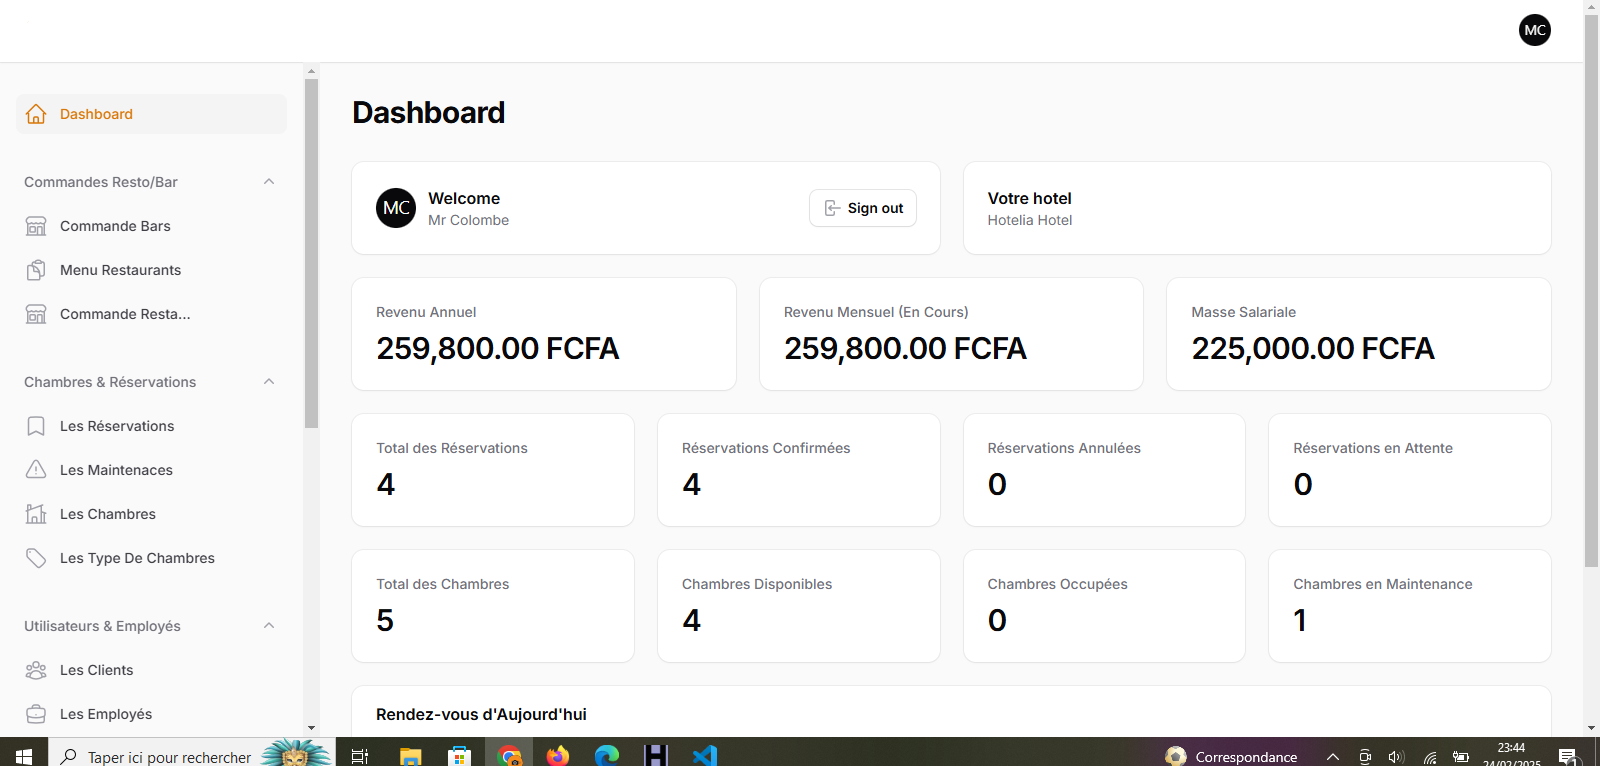 MC
Dashboard
Commandes Resto/Bar
Commande Bars
Menu Restaurants
Commande Resta...
Chambres & Réservations
Les Réservations
Les Maintenaces
Les Chambres
Les Type De Chambres
Utilisateurs & Employés
Les Clients
Les Employés
Dashboard
MC
Welcome
Mr Colombe
Sign out
Votre hotel
Hotelia Hotel
Revenu Annuel
259,800.00 FCFA
Revenu Mensuel (En Cours)
259,800.00 FCFA
Masse Salariale
225,000.00 FCFA
Total des Réservations
4
Réservations Confirmées
4
Réservations Annulées
0
Réservations en Attente
0
Total des Chambres
5
Chambres Disponibles
4
Chambres Occupées
0
Chambres en Maintenance
1
Rendez-vous d'Aujourd'hui
Taper ici pour rechercher
Correspondance
23:44
24/02/2025
1